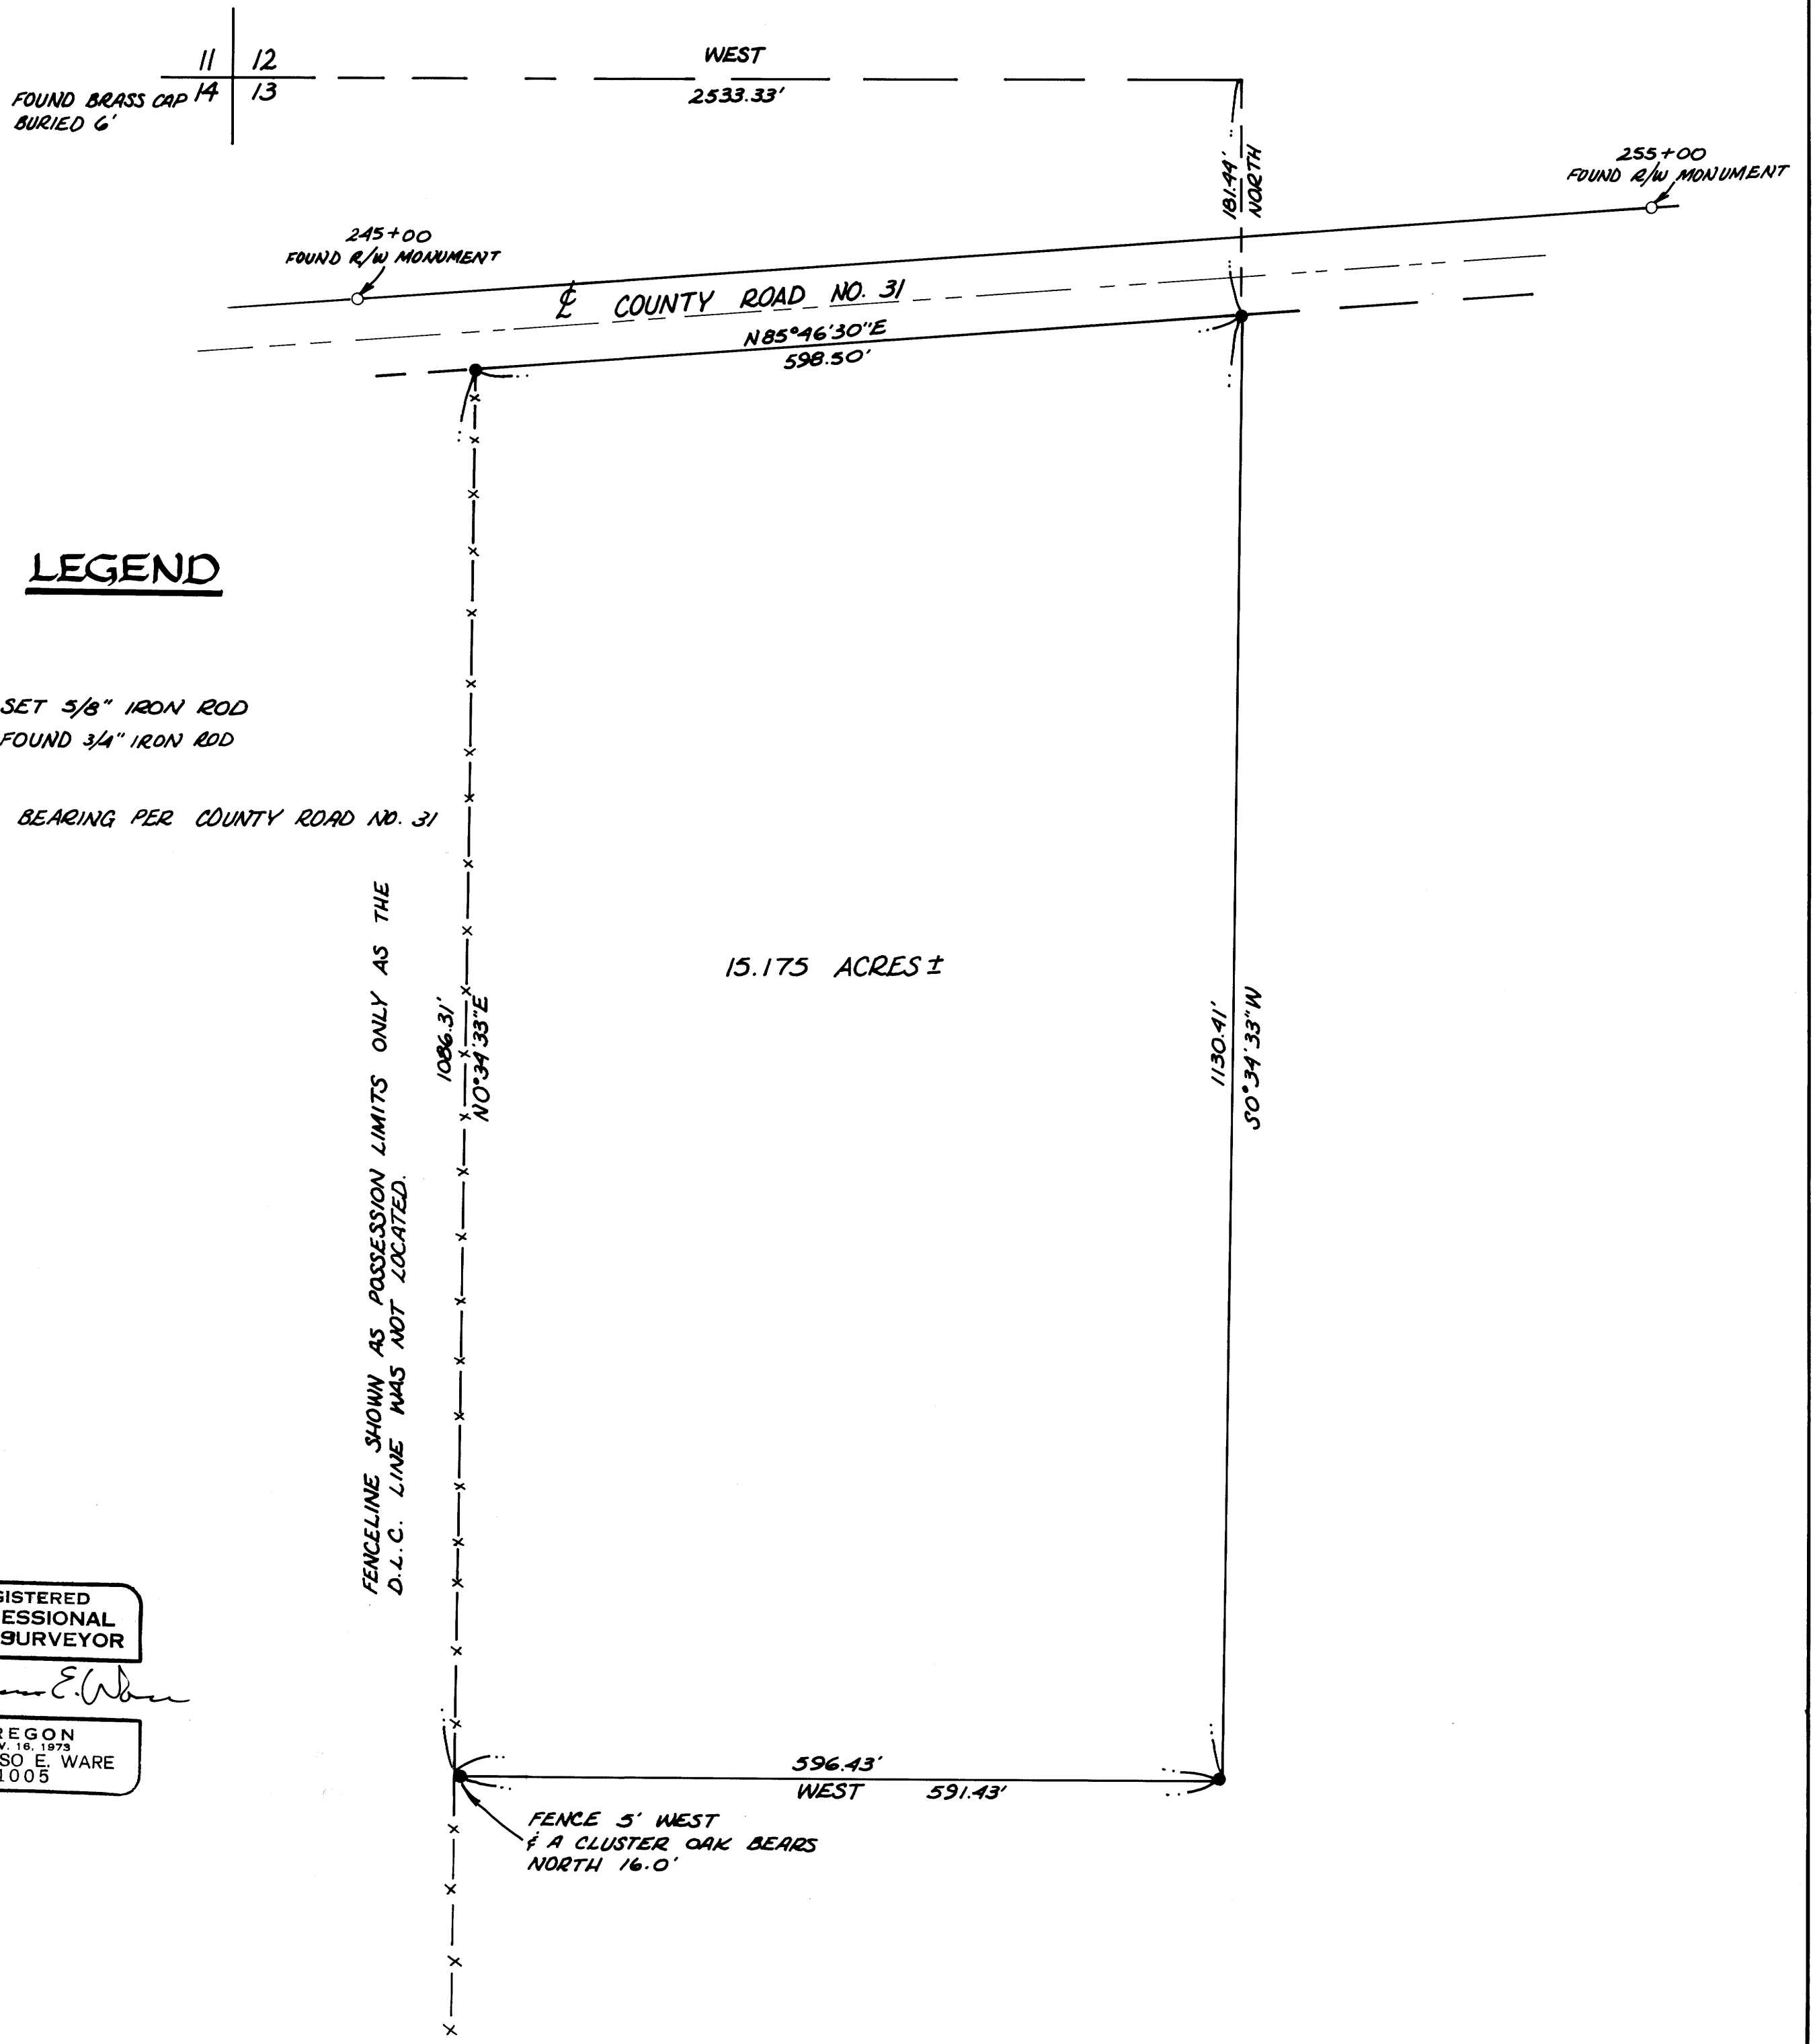 11 12
14 13
FOUND BRASS CAP
BURIED 6'
WEST
2533.33'
181.44'
NORTH
255+00
FOUND R/W MONUMENT
245+00
FOUND R/W MONUMENT
℄ COUNTY ROAD NO. 31
N85°46'30"E
598.50'
LEGEND
SET 5/8" IRON ROD
FOUND 3/4" IRON ROD
BEARING PER COUNTY ROAD NO. 31
FENCELINE SHOWN AS POSSESSION LIMITS ONLY AS THE
D.L.C. LINE WAS NOT LOCATED.
1086.31'
N0°34'33"E
15.175 ACRES ±
1130.41'
S0°34'33"W
GISTERED
ESSIONAL
SURVEYOR
REGON
V. 16, 1973
SO E. WARE
1005
596.43'
WEST 591.43'
FENCE 5' WEST
& A CLUSTER OAK BEARS
NORTH 16.0'